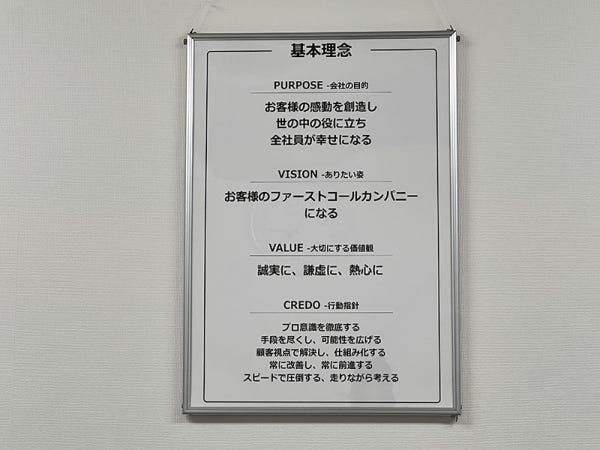 基本理念
PURPOSE -会社の目的
お客様の感動を創造し
世の中の役に立ち
全社員が幸せになる
VISION -ありたい姿
お客様のファーストコールカンパニー
になる
VALUE -大切にする価値観
誠実に、謙虚に、熱心に
CREDO -行動指針
プロ意識を徹底する
手段を尽くし、可能性を広げる
顧客視点で解決し、仕組み化する
常に改善し、常に前進する
スピードで圧倒する、走りながら考える